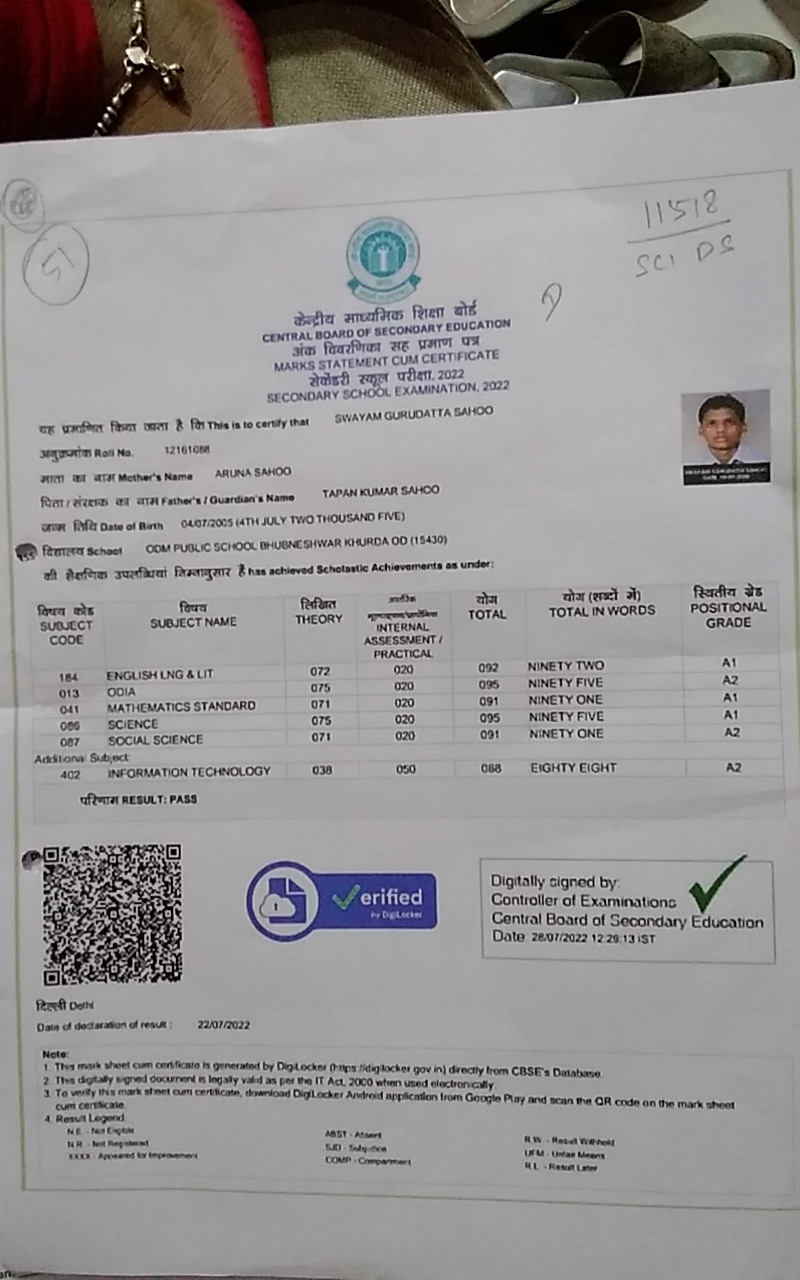 11518
SCI DS
51
केन्द्रीय माध्यमिक शिक्षा बोर्ड
CENTRAL BOARD OF SECONDARY EDUCATION
अंक विवरणिका सह प्रमाण पत्र
MARKS STATEMENT CUM CERTIFICATE
सेकेंडरी स्कूल परीक्षा, 2022
SECONDARY SCHOOL EXAMINATION, 2022
यह प्रमाणित किया जाता है कि This is to certify that SWAYAM GURUDATTA SAHOO
अनुक्रमांक Roll No. 12161088
माता का नाम Mother's Name ARUNA SAHOO
पिता / संरक्षक का नाम Father's / Guardian's Name TAPAN KUMAR SAHOO
जन्म तिथि Date of Birth 04/07/2005 (4TH JULY TWO THOUSAND FIVE)
विद्यालय School ODM PUBLIC SCHOOL BHUBNESHWAR KHURDA OD (15430)
की शैक्षणिक उपलब्धियां निम्नानुसार है has achieved Scholastic Achievements as under:
विषय कोड SUBJECT CODE विषय SUBJECT NAME लिखित THEORY आंतरिक मूल्यांकन/प्रायोगिक INTERNAL ASSESSMENT / PRACTICAL योग TOTAL योग (शब्दों में) TOTAL IN WORDS स्थितीय ग्रेड POSITIONAL GRADE
184 ENGLISH LNG & LIT 072 020 092 NINETY TWO A1
013 ODIA 075 020 095 NINETY FIVE A2
041 MATHEMATICS STANDARD 071 020 091 NINETY ONE A1
086 SCIENCE 075 020 095 NINETY FIVE A1
087 SOCIAL SCIENCE 071 020 091 NINETY ONE A2
Additional Subject:
402 INFORMATION TECHNOLOGY 038 050 088 EIGHTY EIGHT A2
परिणाम RESULT: PASS
Verified
by DigiLocker
Digitally signed by:
Controller of Examinations
Central Board of Secondary Education
Date: 28/07/2022 12:29:13 IST
दिल्ली Delhi
Date of declaration of result : 22/07/2022
Note:
1. This mark sheet cum certificate is generated by DigiLocker (https://digilocker.gov.in) directly from CBSE's Database.
2. This digitally signed document is legally valid as per the IT Act, 2000 when used electronically.
3. To verify this mark sheet cum certificate, download DigiLocker Android application from Google Play and scan the QR code on the mark sheet
cum certificate.
4. Result Legend
N.E. - Not Eligible ABST - Absent R.W. - Result Withheld
N.R. - Not Registered SJD - Subjudice UFM - Unfair Means
XXXX - Appeared for Improvement COMP - Compartment R.L. - Result Later